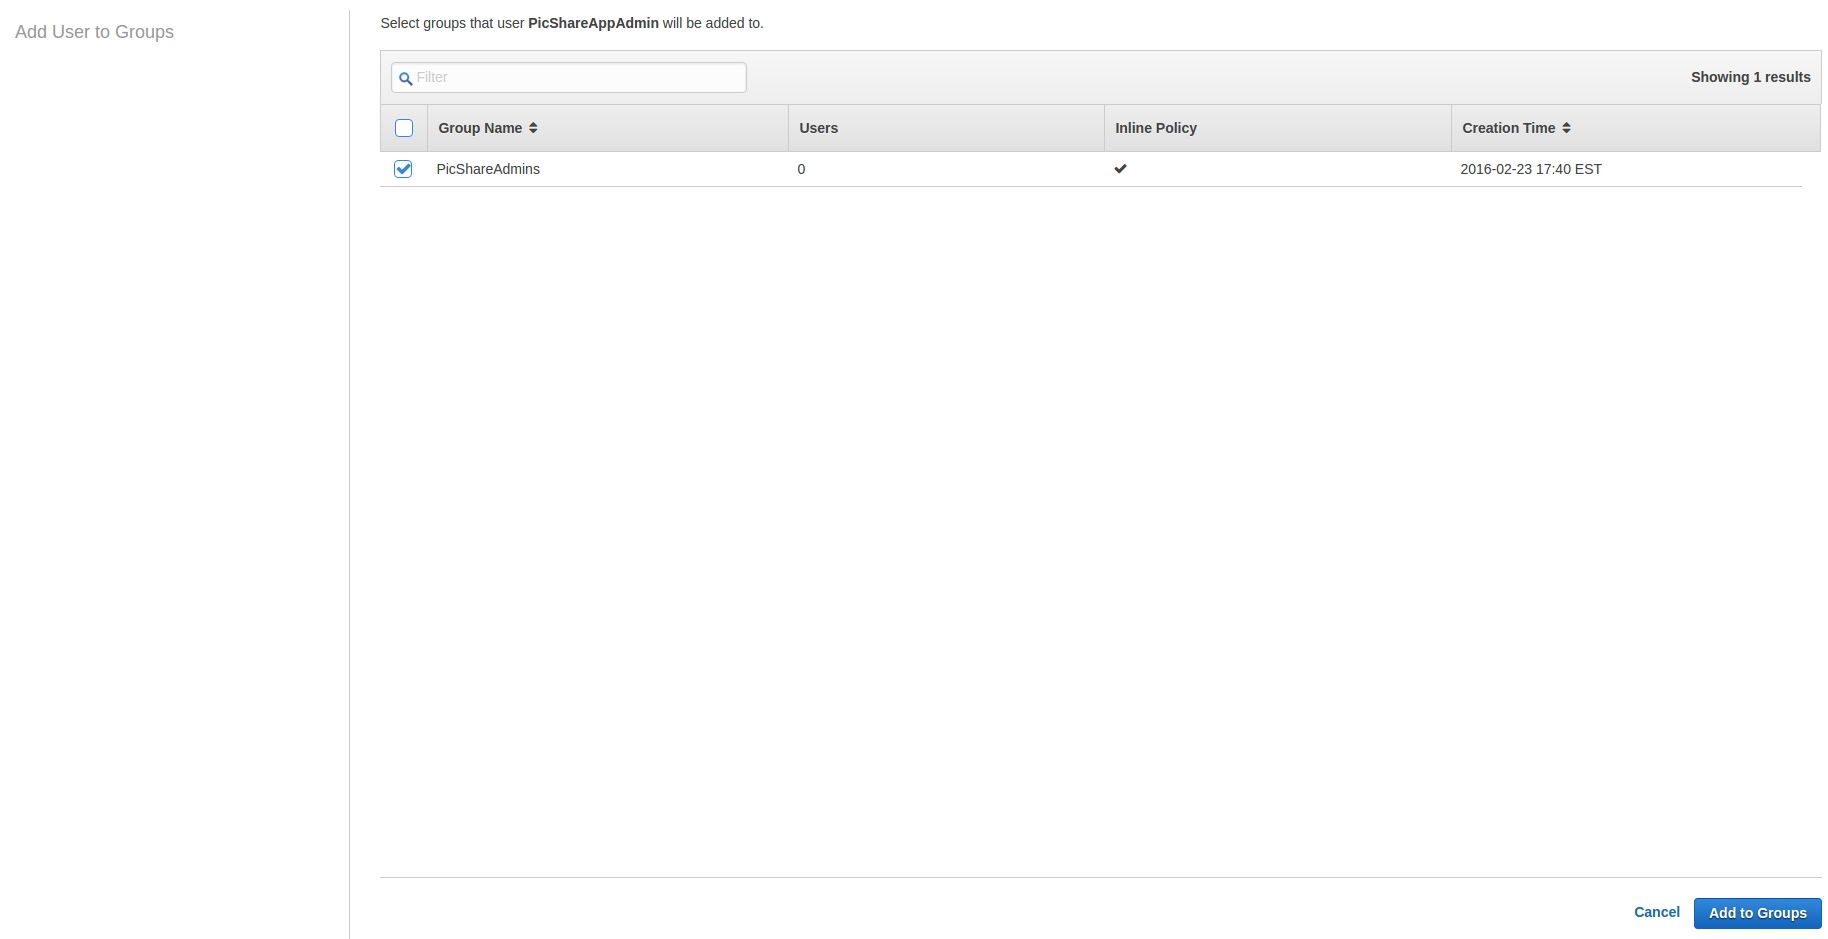 Add User to Groups
Select groups that user PicShareAppAdmin will be added to.
Filter
Showing 1 results
Group Name Users Inline Policy Creation Time
PicShareAdmins 0 2016-02-23 17:40 EST
Cancel Add to Groups